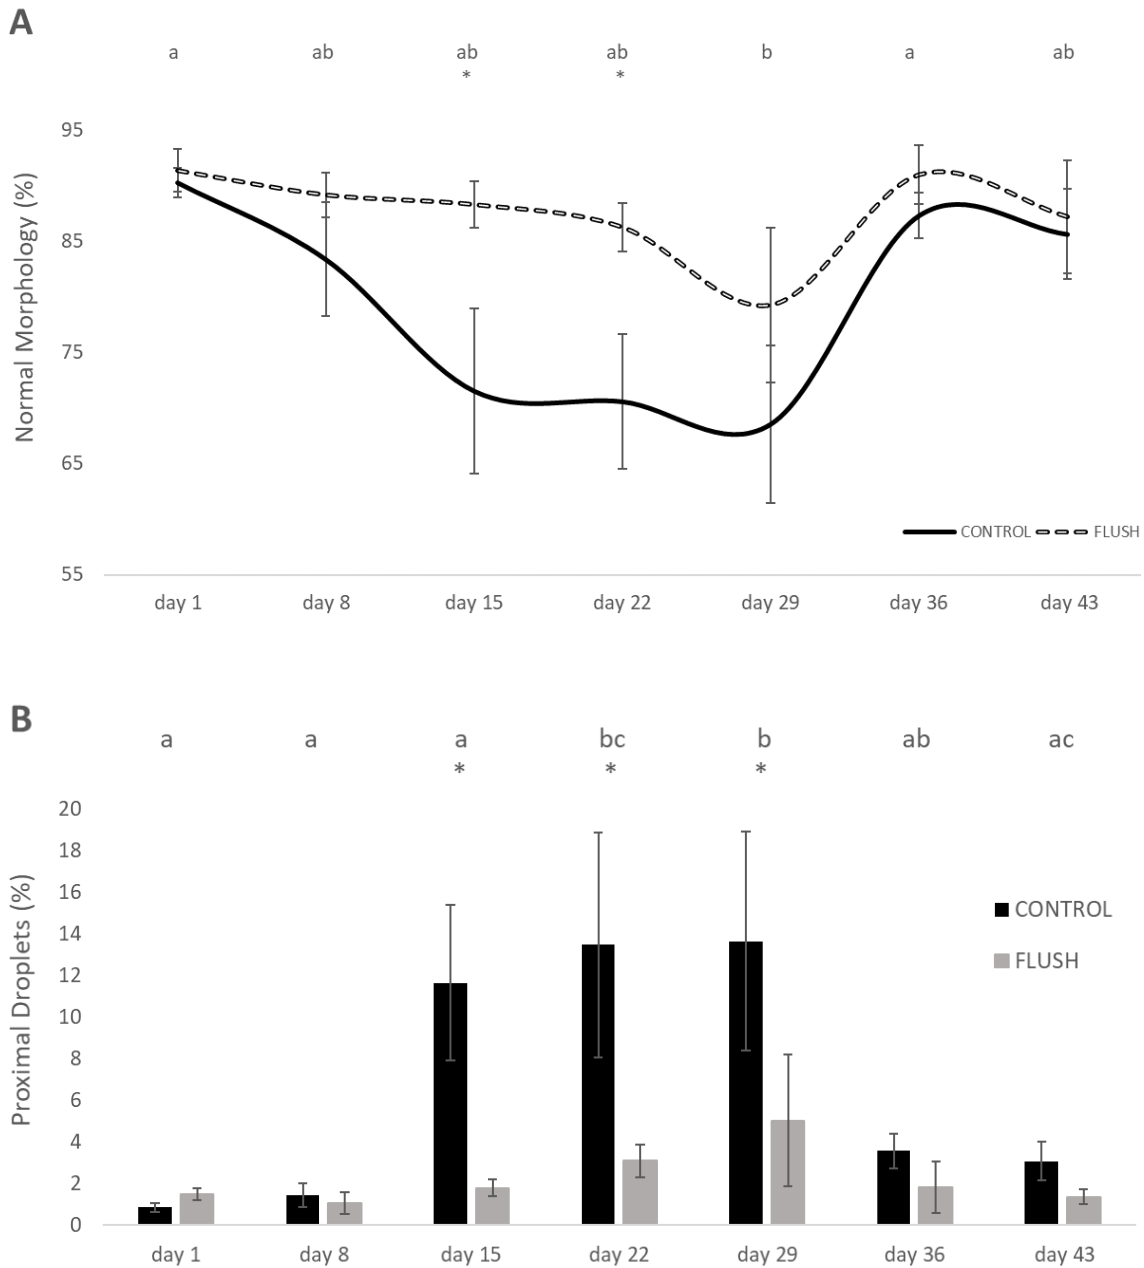 A
a ab ab ab b a ab
* *
95
85
75
65
55
Normal Morphology (%)
CONTROL FLUSH
day 1 day 8 day 15 day 22 day 29 day 36 day 43
B
a a a bc b ab ac
* * *
20
18
16
14
12
10
8
6
4
2
0
Proximal Droplets (%)
CONTROL
FLUSH
day 1 day 8 day 15 day 22 day 29 day 36 day 43